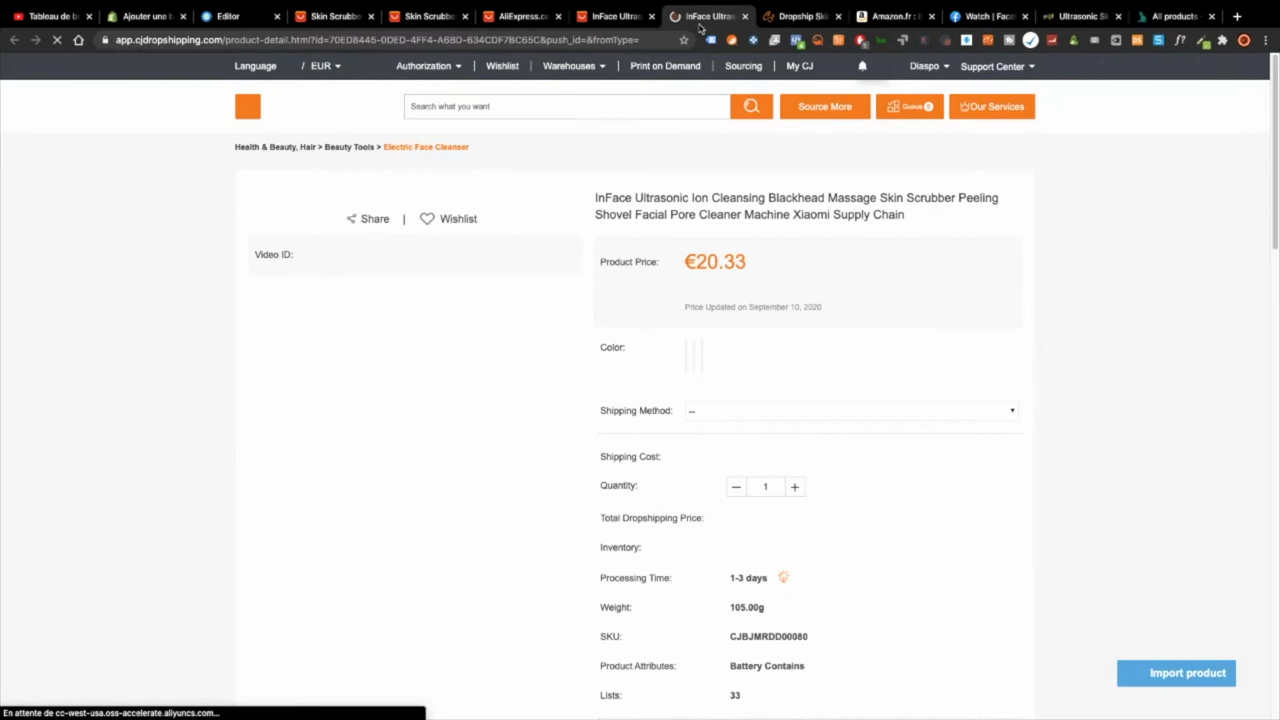 Tableau de b
Ajouter une b
Editor
Skin Scrubbe
Skin Scrubbe
AliExpress.co
InFace Ultras
InFace Ultras
Dropship Ski
Amazon.fr :
Watch | Fac
Ultrasonic Sk
All products
app.cjdropshipping.com/product-detail.html?id=70ED8445-0DED-4FF4-A6BD-634CDF7BC65C&push_id=&fromType=
Language / EUR Authorization Wishlist Warehouses Print on Demand Sourcing My CJ Diaspo Support Center
Search what you want
Source More
Queue 0
Our Services
Health & Beauty, Hair > Beauty Tools > Electric Face Cleanser
InFace Ultrasonic Ion Cleansing Blackhead Massage Skin Scrubber Peeling
Shovel Facial Pore Cleaner Machine Xiaomi Supply Chain
Share | Wishlist
Video ID:
Product Price: €20.33
Price Updated on September 10, 2020
Color:
Shipping Method: --
Shipping Cost:
Quantity: 1
Total Dropshipping Price:
Inventory:
Processing Time: 1-3 days
Weight: 105.00g
SKU: CJBJMRDD00080
Product Attributes: Battery Contains
Lists: 33
Import product
En attente de cc-west-usa.oss-accelerate.aliyuncs.com...